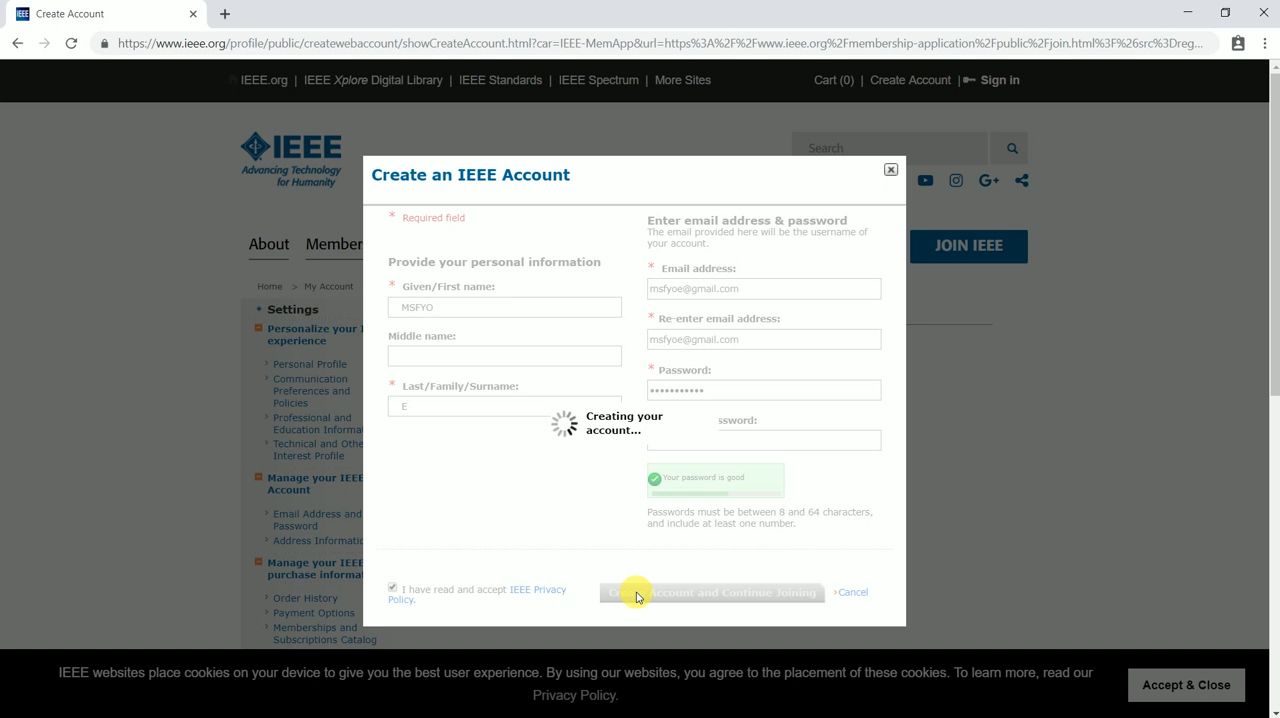 Create Account
https://www.ieee.org/profile/public/createwebaccount/showCreateAccount.html?car=IEEE-MemApp&url=https%3A%2F%2Fwww.ieee.org%2Fmembership-application%2Fpublic%2Fjoin.html%3F%26src%3Dreg...
IEEE.org | IEEE Xplore Digital Library | IEEE Standards | IEEE Spectrum | More Sites
Cart (0) | Create Account | Sign in
IEEE
Advancing Technology
for Humanity
Search
About
Member
JOIN IEEE
Home > My Account
Settings
Personalize your I
experience
Personal Profile
Communication
Preferences and
Policies
Professional and
Education Informa
Technical and Othe
Interest Profile
Manage your IEEE
Account
Email Address and
Password
Address Informatio
Manage your IEEE
purchase informat
Order History
Payment Options
Memberships and
Subscriptions Catalog
Create an IEEE Account
* Required field
Provide your personal information
* Given/First name:
MSFYO
Middle name:
* Last/Family/Surname:
E
Enter email address & password
The email provided here will be the username of
your account.
* Email address:
msfyoe@gmail.com
* Re-enter email address:
msfyoe@gmail.com
* Password:
•••••••••••
ssword:
Creating your
account...
Your password is good
Passwords must be between 8 and 64 characters,
and include at least one number.
I have read and accept IEEE Privacy
Policy.
Account and Continue Joining
Cancel
IEEE websites place cookies on your device to give you the best user experience. By using our websites, you agree to the placement of these cookies. To learn more, read our
Privacy Policy.
Accept & Close